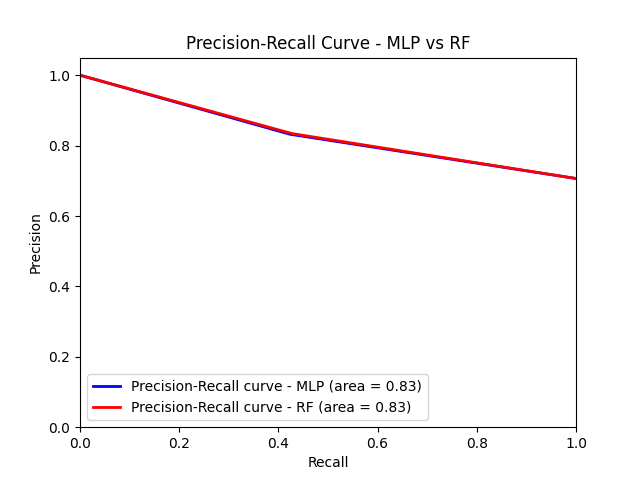 Precision-Recall Curve - MLP vs RF
1.0
0.8
0.6
0.4
0.2
0.0
Precision
Precision-Recall curve - MLP (area = 0.83)
Precision-Recall curve - RF (area = 0.83)
0.0 0.2 0.4 0.6 0.8 1.0
Recall